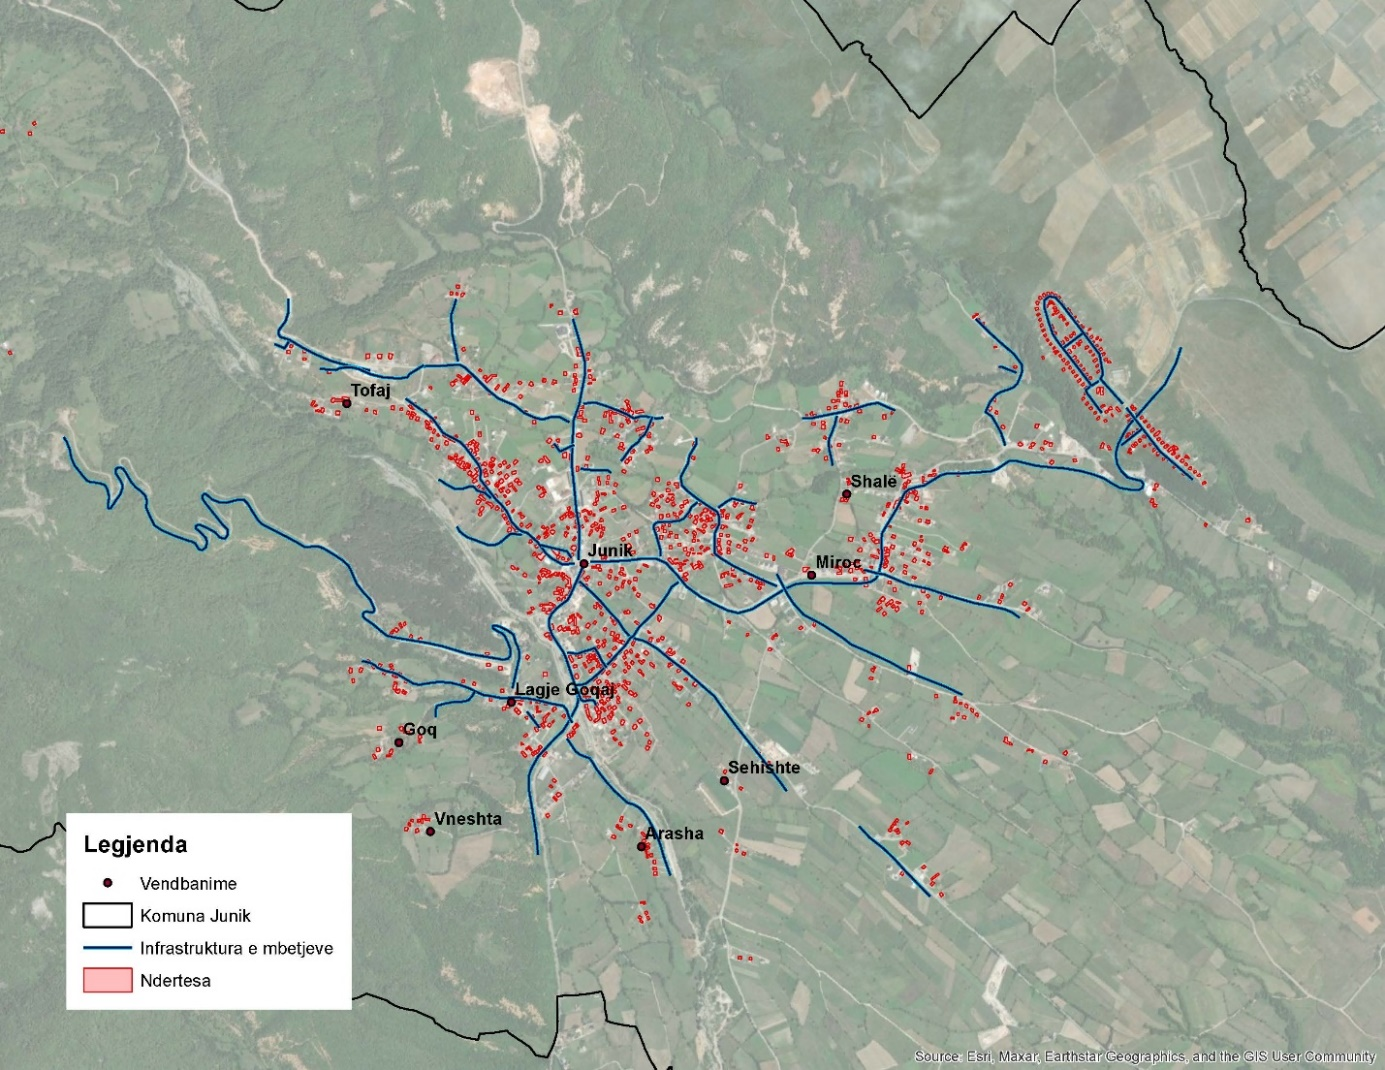 Tofaj
Shalë
Junik
Miroc
Lagje Goqaj
Goq
Sehishte
Vneshta
Arasha
Legjenda
Vendbanime
Komuna Junik
Infrastruktura e mbetjeve
Ndertesa
Source: Esri, Maxar, Earthstar Geographics, and the GIS User Community